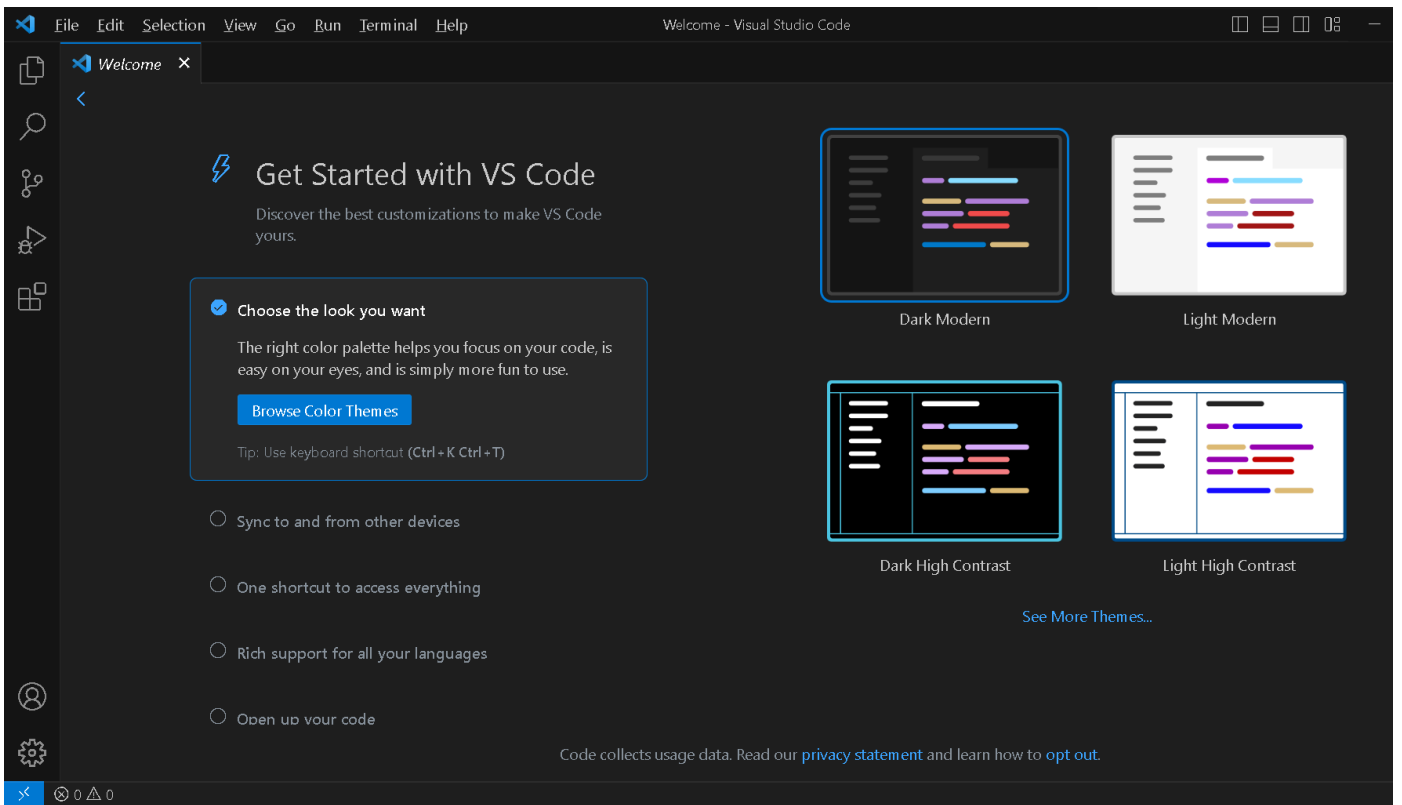 File Edit Selection View Go Run Terminal Help
Welcome - Visual Studio Code
Welcome
Get Started with VS Code
Discover the best customizations to make VS Code
yours.
Choose the look you want
The right color palette helps you focus on your code, is
easy on your eyes, and is simply more fun to use.
Browse Color Themes
Tip: Use keyboard shortcut (Ctrl+K Ctrl+T)
Sync to and from other devices
One shortcut to access everything
Rich support for all your languages
Open up your code
Dark Modern
Light Modern
Dark High Contrast
Light High Contrast
See More Themes...
Code collects usage data. Read our privacy statement and learn how to opt out.
0 0